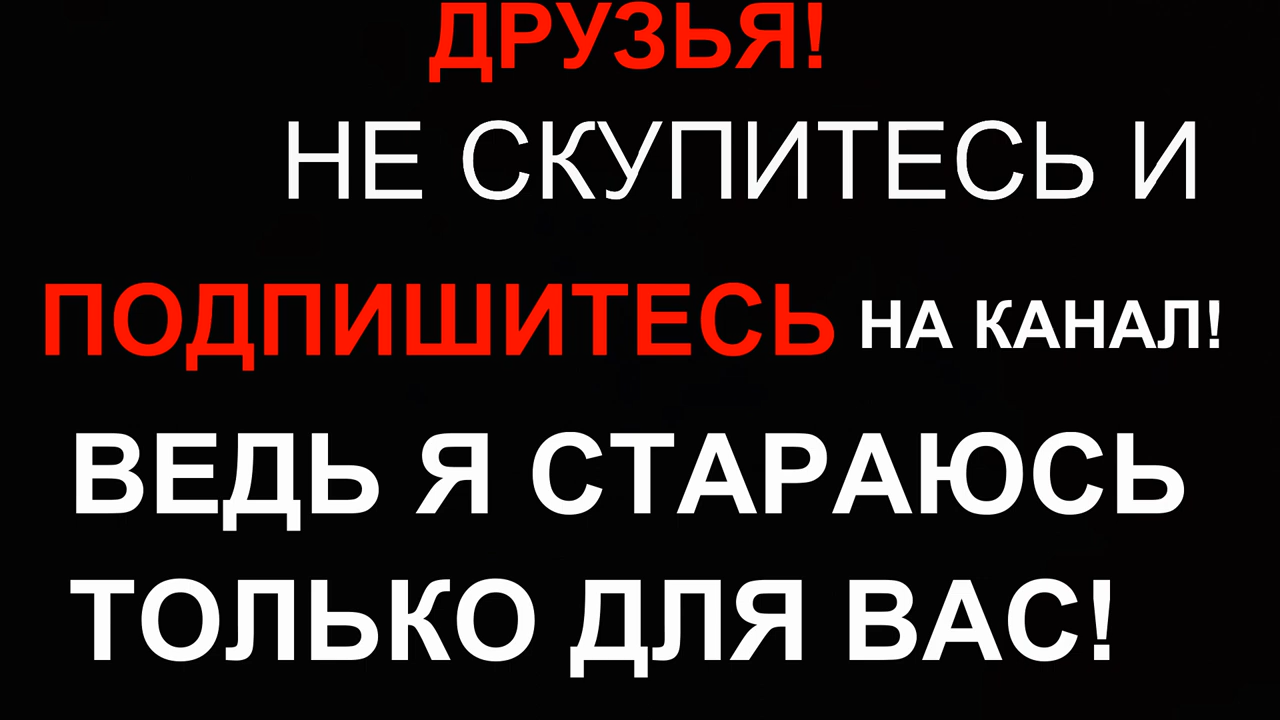 ДРУЗЬЯ!
НЕ СКУПИТЕСЬ И
ПОДПИШИТЕСЬ НА КАНАЛ!
ВЕДЬ Я СТАРАЮСЬ
ТОЛЬКО ДЛЯ ВАС!